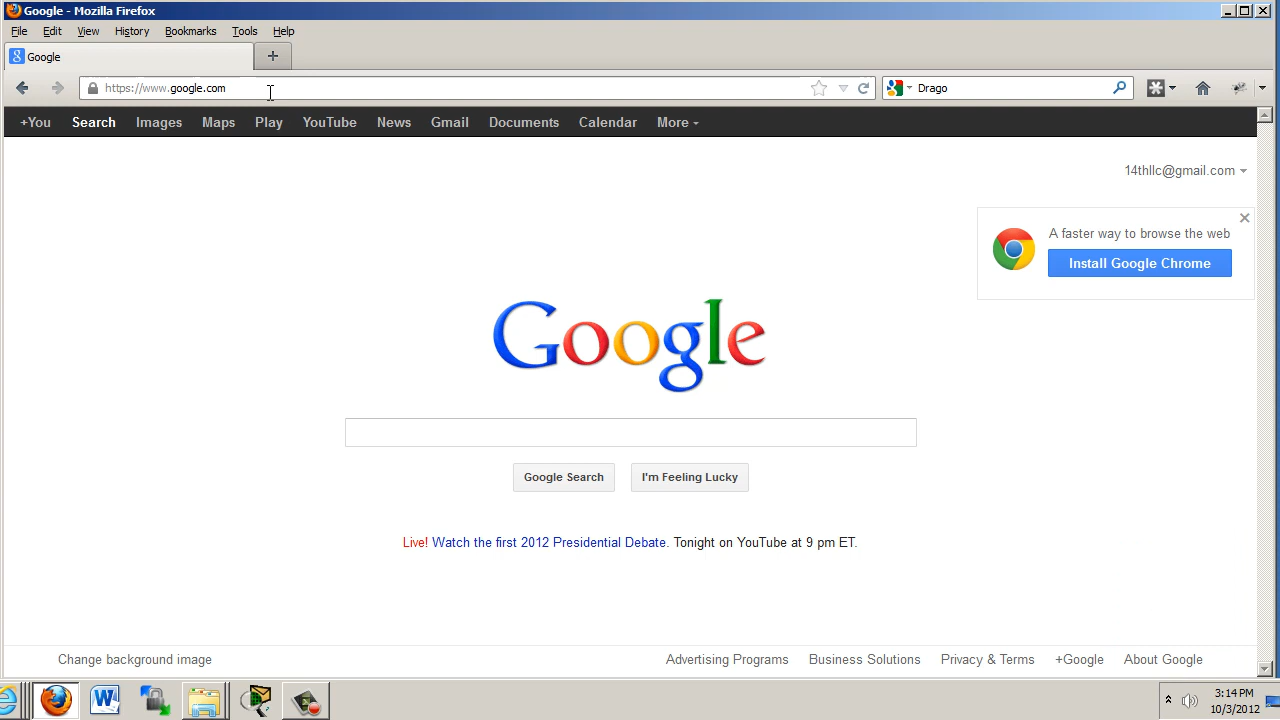 Google - Mozilla Firefox
File Edit View History Bookmarks Tools Help
Google
https://www.google.com Drago
+You Search Images Maps Play YouTube News Gmail Documents Calendar More
14thllc@gmail.com
A faster way to browse the web
Install Google Chrome
Google
Google Search I'm Feeling Lucky
Live! Watch the first 2012 Presidential Debate. Tonight on YouTube at 9 pm ET.
Change background image Advertising Programs Business Solutions Privacy & Terms +Google About Google
3:14 PM
10/3/2012